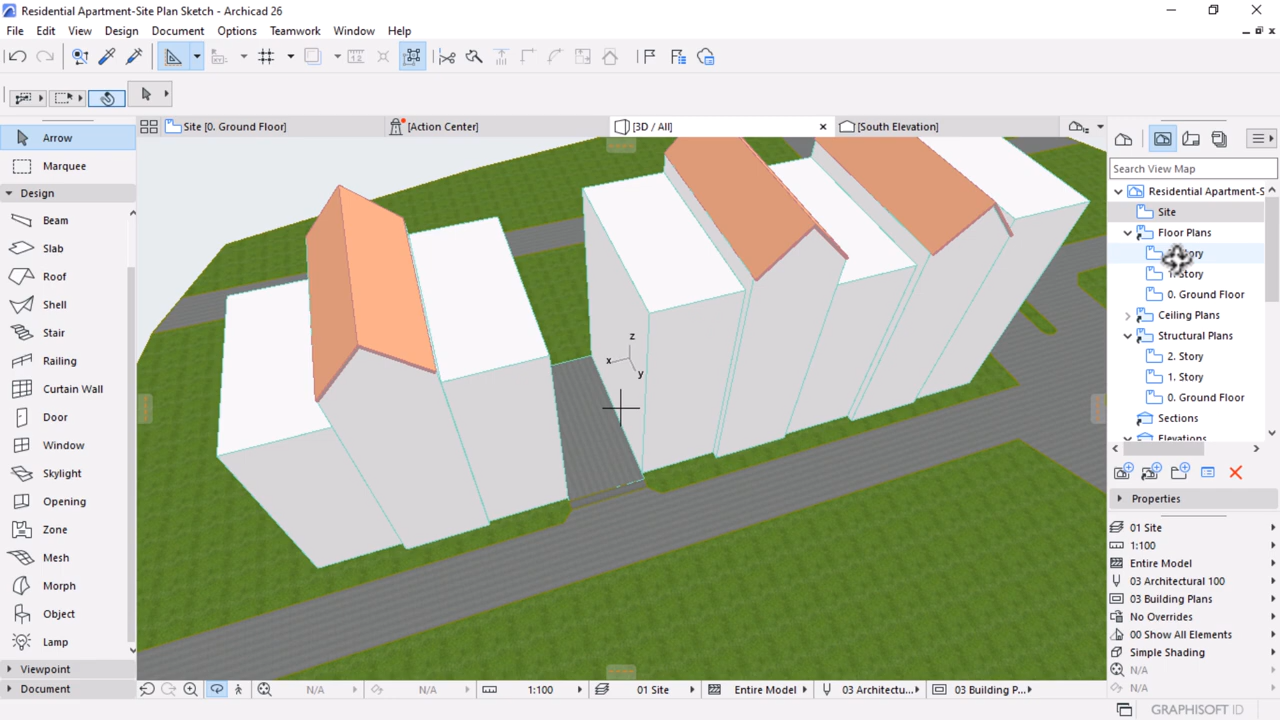 Residential Apartment-Site Plan Sketch - Archicad 26
File Edit View Design Document Options Teamwork Window Help
Site [0. Ground Floor] [Action Center] [3D / All] [South Elevation]
Arrow
Marquee
Design
Beam
Slab
Roof
Shell
Stair
Railing
Curtain Wall
Door
Window
Skylight
Opening
Zone
Mesh
Morph
Object
Lamp
Viewpoint
Document
z
x
y
Search View Map
Residential Apartment-S
Site
Floor Plans
Story
1. Story
0. Ground Floor
Ceiling Plans
Structural Plans
2. Story
1. Story
0. Ground Floor
Sections
Elevations
Properties
01 Site
1:100
Entire Model
03 Architectural 100
03 Building Plans
No Overrides
00 Show All Elements
Simple Shading
N/A
N/A
N/A N/A 1:100 01 Site Entire Model 03 Architectu... 03 Building P...
GRAPHISOFT ID